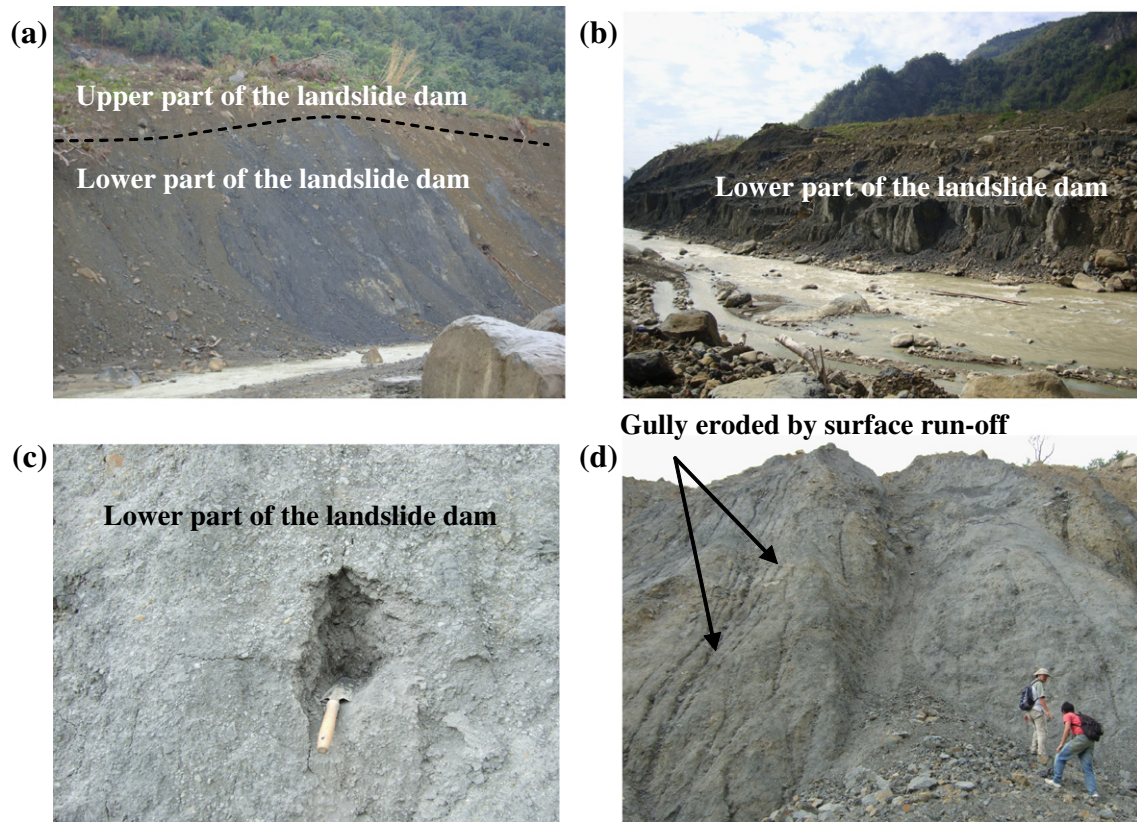 (a)
Upper part of the landslide dam
Lower part of the landslide dam
(b)
Lower part of the landslide dam
(c)
Lower part of the landslide dam
Gully eroded by surface run-off
(d)